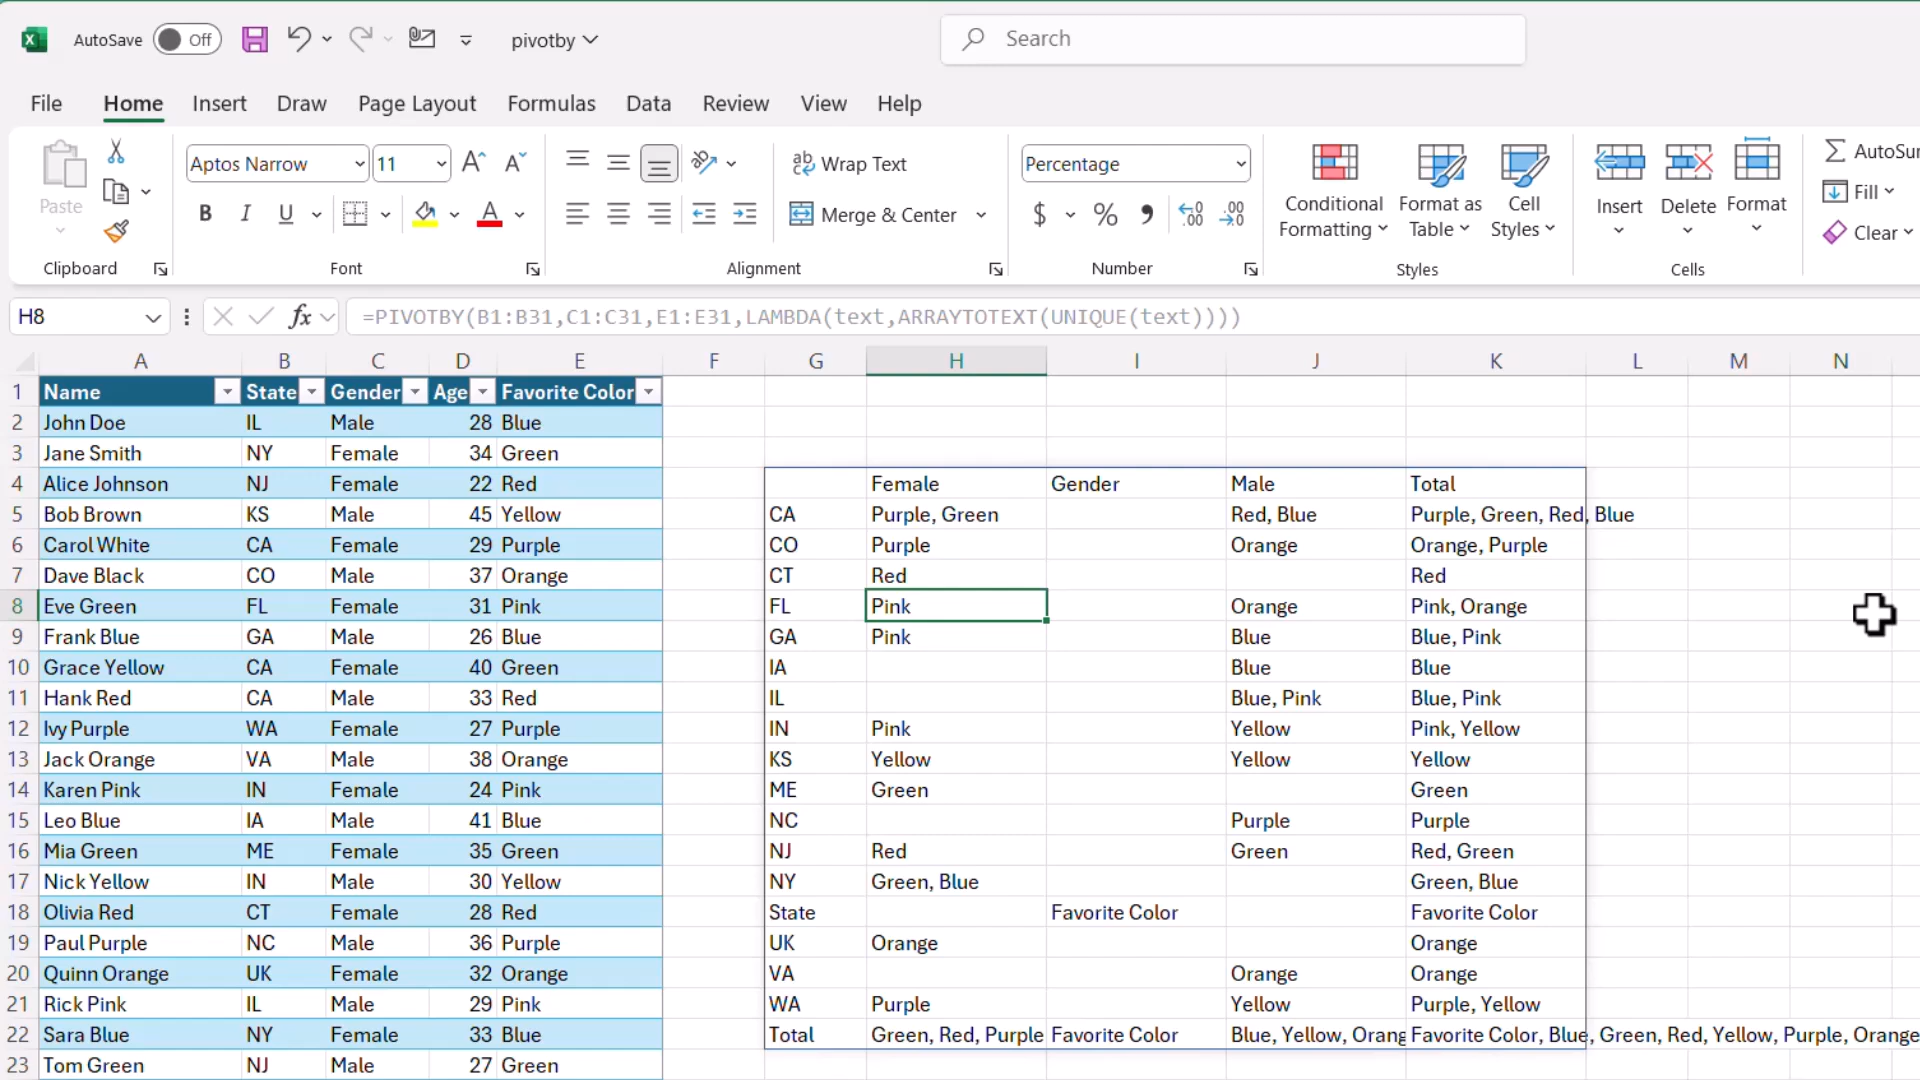 AutoSave Off pivotby Search
File Home Insert Draw Page Layout Formulas Data Review View Help
Paste Aptos Narrow 11 Wrap Text Percentage Conditional Formatting Format as Table Cell Styles Insert Delete Format AutoSum
B I U A Merge & Center $ % Fill
Clear
Clipboard Font Alignment Number Styles Cells
H8 fx =PIVOTBY(B1:B31,C1:C31,E1:E31,LAMBDA(text,ARRAYTOTEXT(UNIQUE(text))))
A B C D E F G H I J K L M N
1 Name State Gender Age Favorite Color
2 John Doe IL Male 28 Blue
3 Jane Smith NY Female 34 Green
4 Alice Johnson NJ Female 22 Red Female Gender Male Total
5 Bob Brown KS Male 45 Yellow CA Purple, Green Red, Blue Purple, Green, Red, Blue
6 Carol White CA Female 29 Purple CO Purple Orange Orange, Purple
7 Dave Black CO Male 37 Orange CT Red Red
8 Eve Green FL Female 31 Pink FL Pink Orange Pink, Orange
9 Frank Blue GA Male 26 Blue GA Pink Blue Blue, Pink
10 Grace Yellow CA Female 40 Green IA Blue Blue
11 Hank Red CA Male 33 Red IL Blue, Pink Blue, Pink
12 Ivy Purple WA Female 27 Purple IN Pink Yellow Pink, Yellow
13 Jack Orange VA Male 38 Orange KS Yellow Yellow Yellow
14 Karen Pink IN Female 24 Pink ME Green Green
15 Leo Blue IA Male 41 Blue NC Purple Purple
16 Mia Green ME Female 35 Green NJ Red Green Red, Green
17 Nick Yellow IN Male 30 Yellow NY Green, Blue Green, Blue
18 Olivia Red CT Female 28 Red State Favorite Color Favorite Color
19 Paul Purple NC Male 36 Purple UK Orange Orange
20 Quinn Orange UK Female 32 Orange VA Orange Orange
21 Rick Pink IL Male 29 Pink WA Purple Yellow Purple, Yellow
22 Sara Blue NY Female 33 Blue Total Green, Red, Purple Favorite Color Blue, Yellow, Orang Favorite Color, Blue, Green, Red, Yellow, Purple, Orange
23 Tom Green NJ Male 27 Green